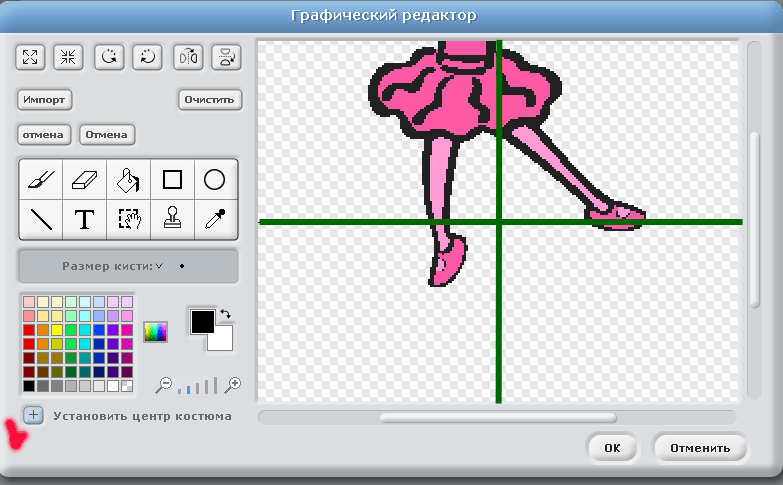 Графический редактор
Импорт
Очистить
отмена
Отмена
T
Размер кисти:
Установить центр костюма
OK
Отменить